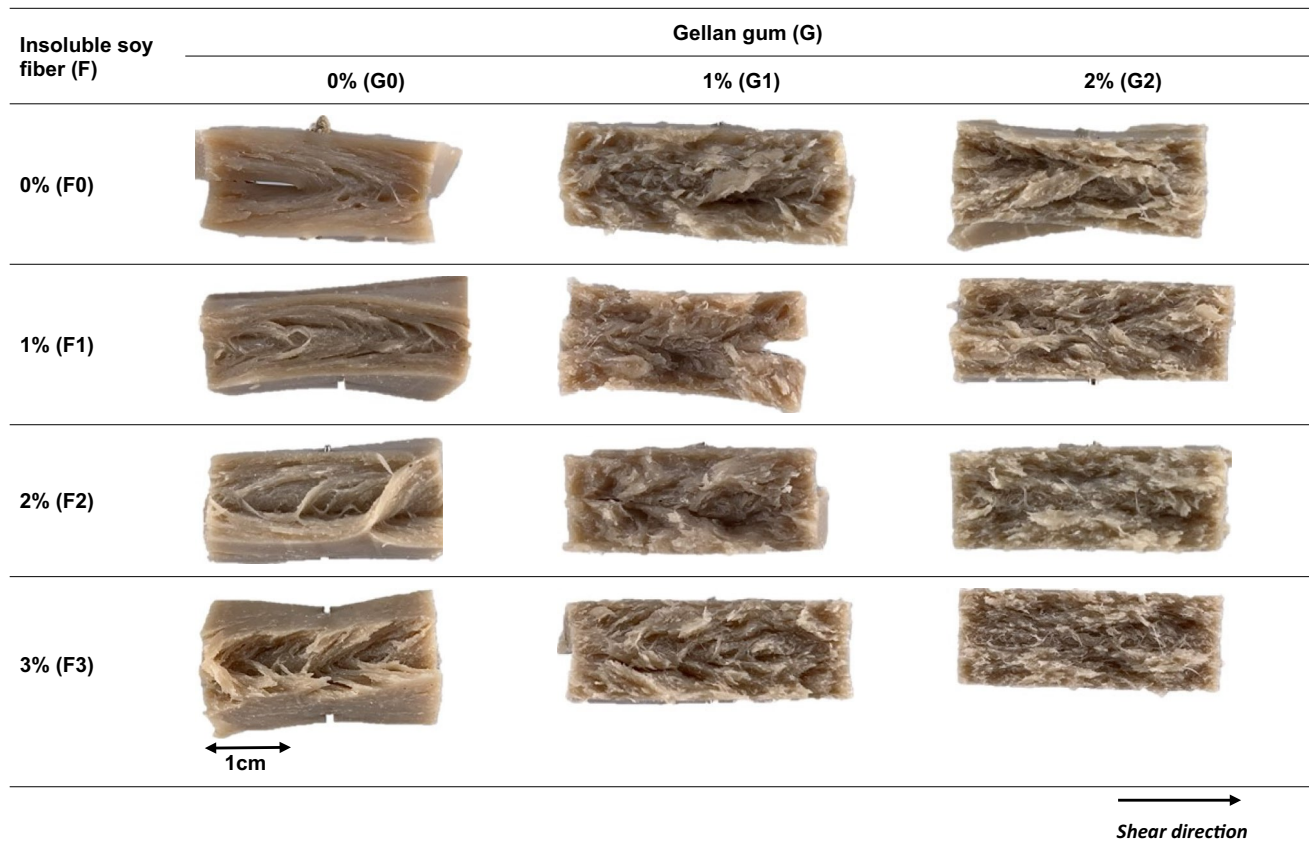 Insoluble soy
fiber (F)
Gellan gum (G)
0% (G0)
1% (G1)
2% (G2)
0% (F0)
1% (F1)
2% (F2)
3% (F3)
1cm
Shear direction